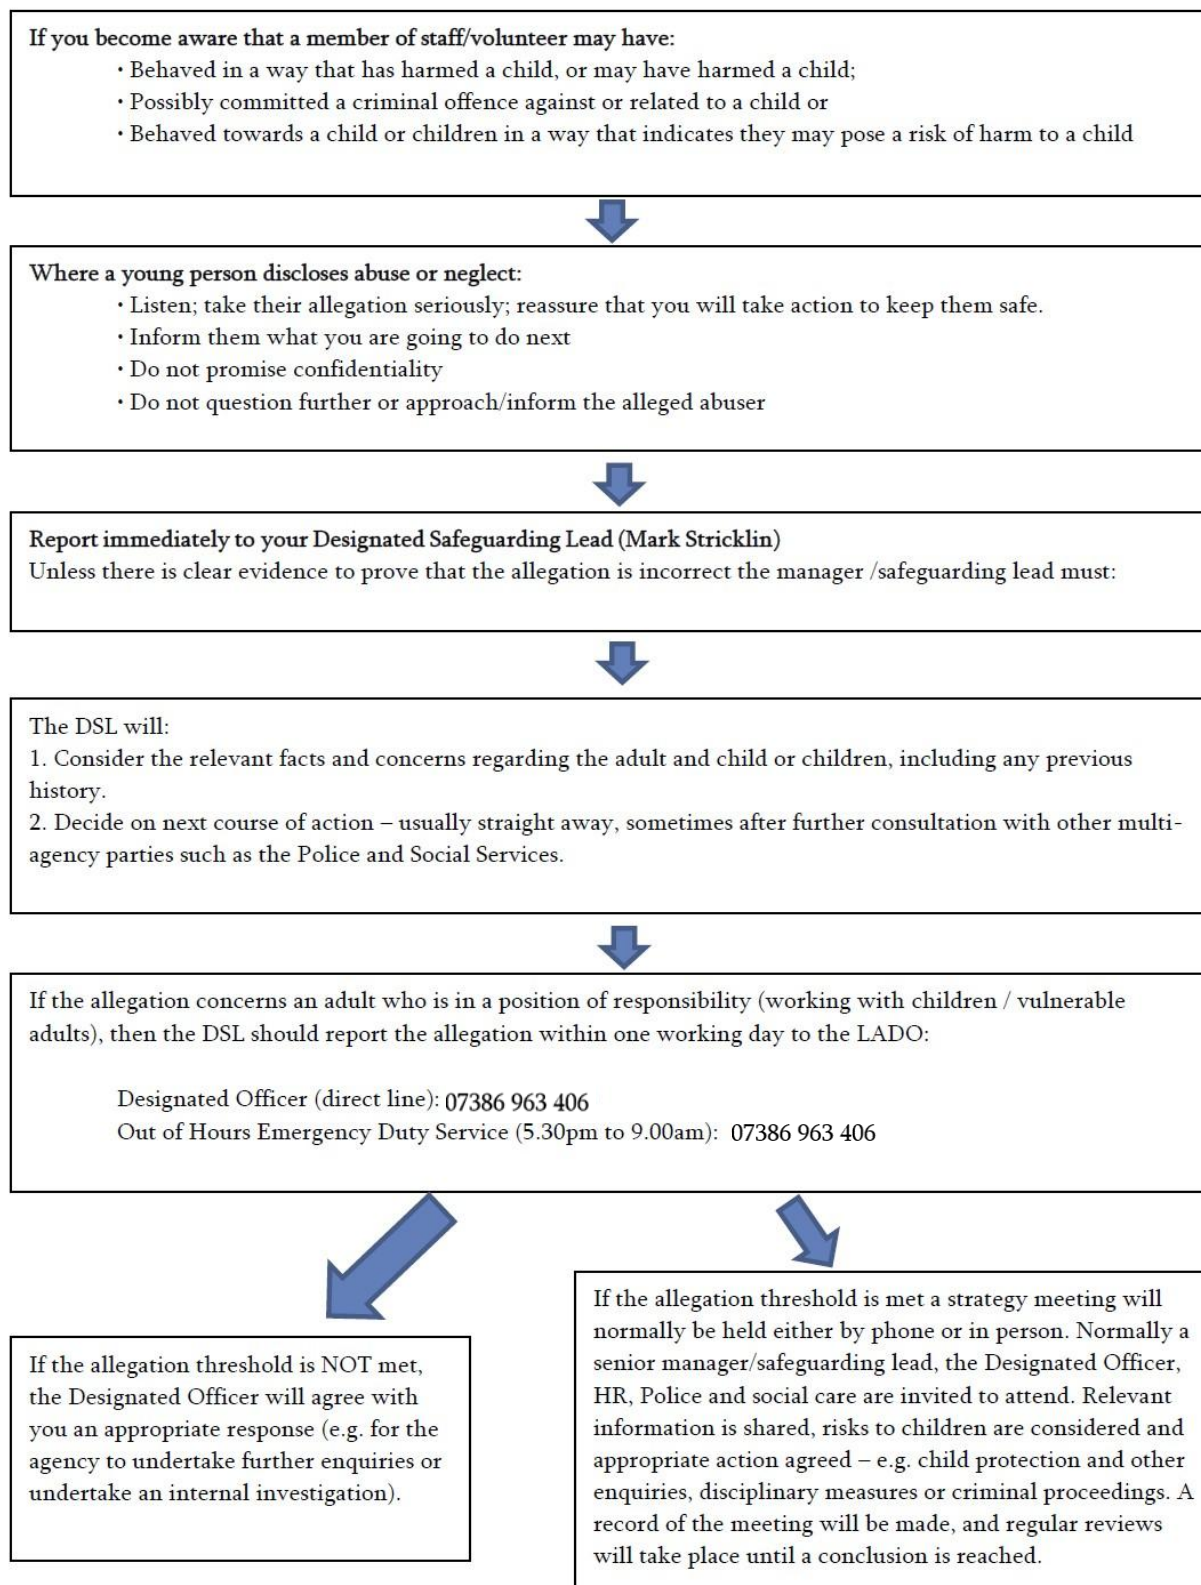 If you become aware that a member of staff/volunteer may have:
· Behaved in a way that has harmed a child, or may have harmed a child;
· Possibly committed a criminal offence against or related to a child or
· Behaved towards a child or children in a way that indicates they may pose a risk of harm to a child
Where a young person discloses abuse or neglect:
· Listen; take their allegation seriously; reassure that you will take action to keep them safe.
· Inform them what you are going to do next
· Do not promise confidentiality
· Do not question further or approach/inform the alleged abuser
Report immediately to your Designated Safeguarding Lead (Mark Stricklin)
Unless there is clear evidence to prove that the allegation is incorrect the manager /safeguarding lead must:
The DSL will:
1. Consider the relevant facts and concerns regarding the adult and child or children, including any previous
history.
2. Decide on next course of action – usually straight away, sometimes after further consultation with other multi-
agency parties such as the Police and Social Services.
If the allegation concerns an adult who is in a position of responsibility (working with children / vulnerable
adults), then the DSL should report the allegation within one working day to the LADO:
Designated Officer (direct line): 07386 963 406
Out of Hours Emergency Duty Service (5.30pm to 9.00am): 07386 963 406
If the allegation threshold is NOT met,
the Designated Officer will agree with
you an appropriate response (e.g. for the
agency to undertake further enquiries or
undertake an internal investigation).
If the allegation threshold is met a strategy meeting will
normally be held either by phone or in person. Normally a
senior manager/safeguarding lead, the Designated Officer,
HR, Police and social care are invited to attend. Relevant
information is shared, risks to children are considered and
appropriate action agreed – e.g. child protection and other
enquiries, disciplinary measures or criminal proceedings. A
record of the meeting will be made, and regular reviews
will take place until a conclusion is reached.